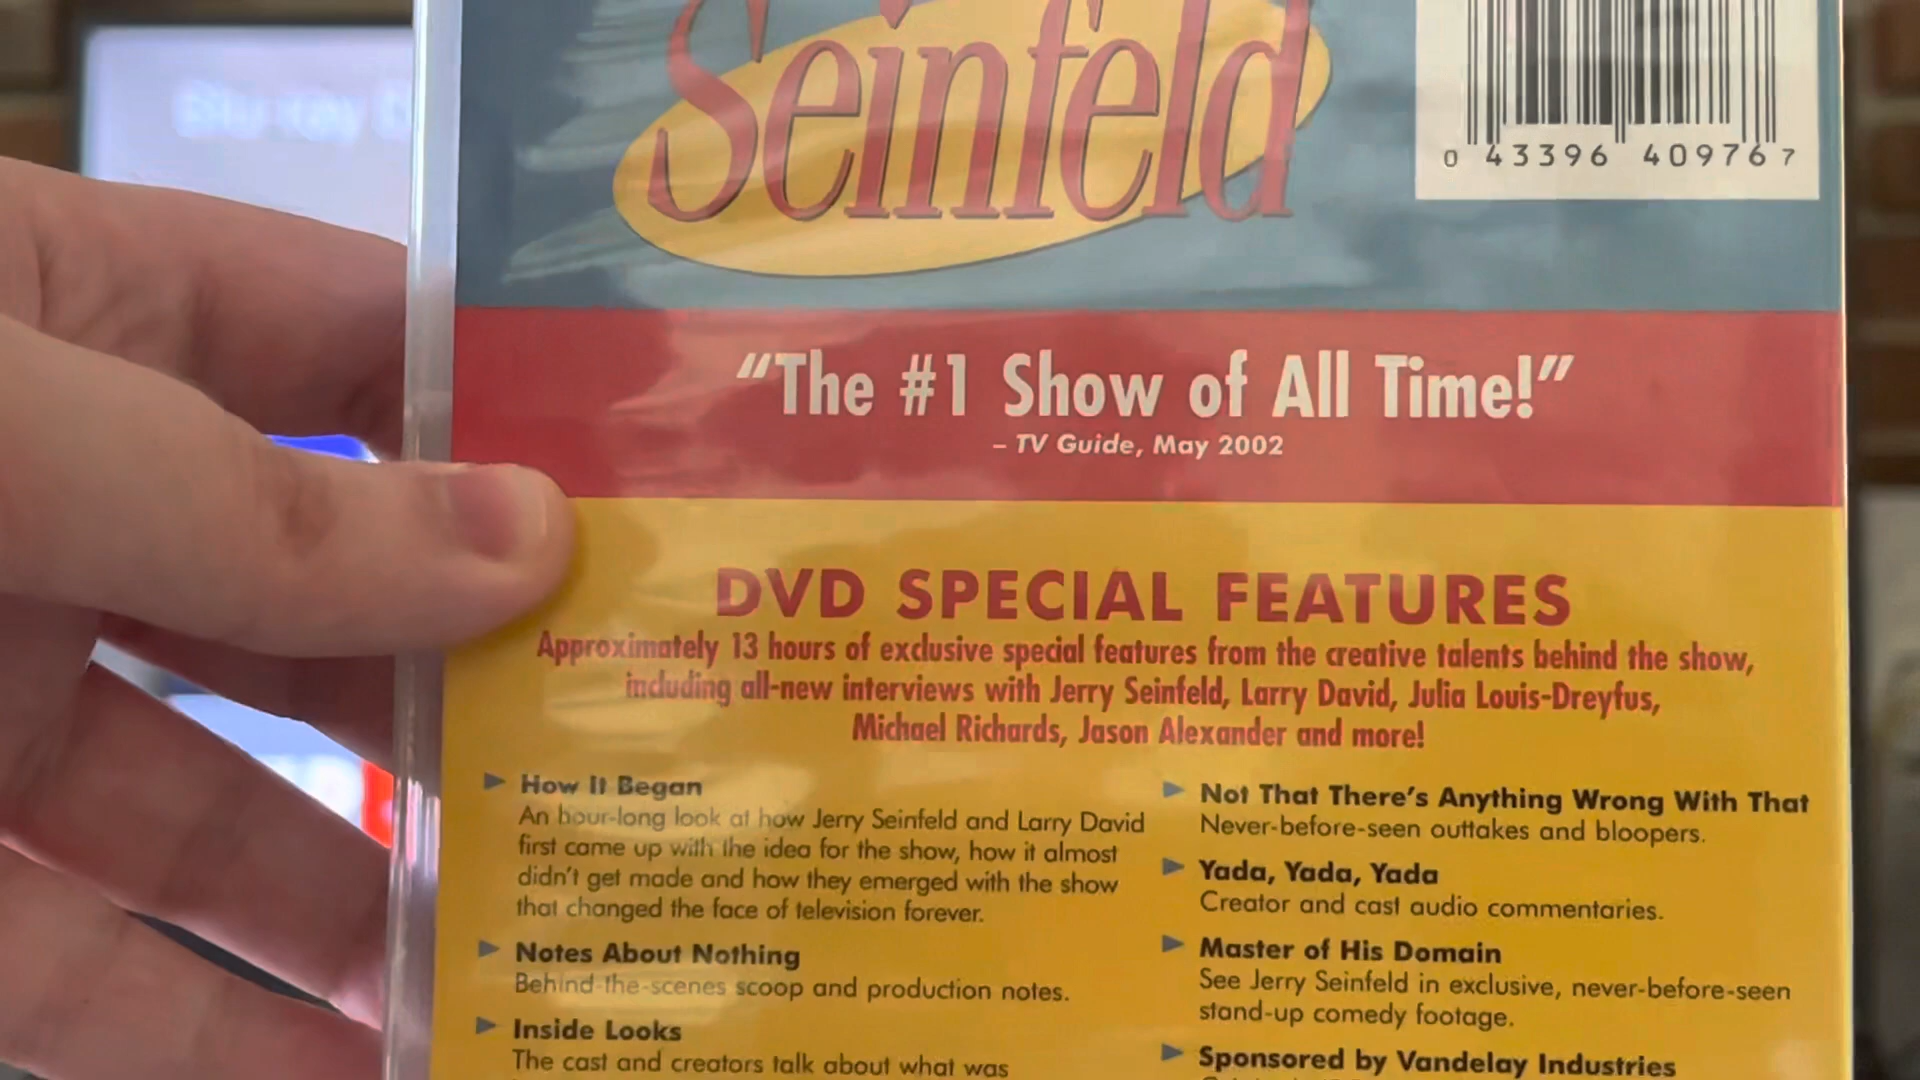 Seinfeld
0 43396 40976 7
“The #1 Show of All Time!”
– TV Guide, May 2002
DVD SPECIAL FEATURES
Approximately 13 hours of exclusive special features from the creative talents behind the show,
including all-new interviews with Jerry Seinfeld, Larry David, Julia Louis-Dreyfus,
Michael Richards, Jason Alexander and more!
How It Began
An hour-long look at how Jerry Seinfeld and Larry David
first came up with the idea for the show, how it almost
didn't get made and how they emerged with the show
that changed the face of television forever.
Notes About Nothing
Behind-the-scenes scoop and production notes.
Inside Looks
The cast and creators talk about what was
Not That There's Anything Wrong With That
Never-before-seen outtakes and bloopers.
Yada, Yada, Yada
Creator and cast audio commentaries.
Master of His Domain
See Jerry Seinfeld in exclusive, never-before-seen
stand-up comedy footage.
Sponsored by Vandelay Industries